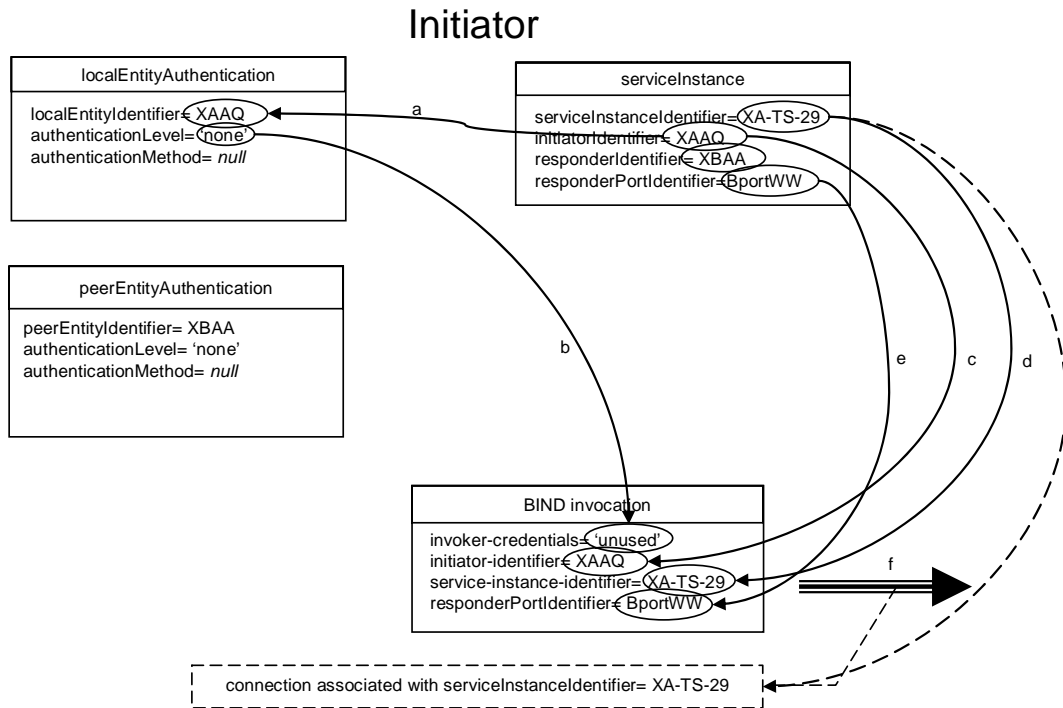 Initiator
localEntityAuthentication
localEntityIdentifier= XAAQ
authenticationLevel= ‘none’
authenticationMethod= null
serviceInstance
serviceInstanceIdentifier= XA-TS-29
initiatorIdentifier= XAAQ
responderIdentifier= XBAA
responderPortIdentifier=BportWW
a
peerEntityAuthentication
peerEntityIdentifier= XBAA
authenticationLevel= ‘none’
authenticationMethod= null
b
e
c
d
BIND invocation
invoker-credentials= ‘unused’
initiator-identifier= XAAQ
service-instance-identifier= XA-TS-29
responderPortIdentifier= BportWW
f
connection associated with serviceInstanceIdentifier= XA-TS-29